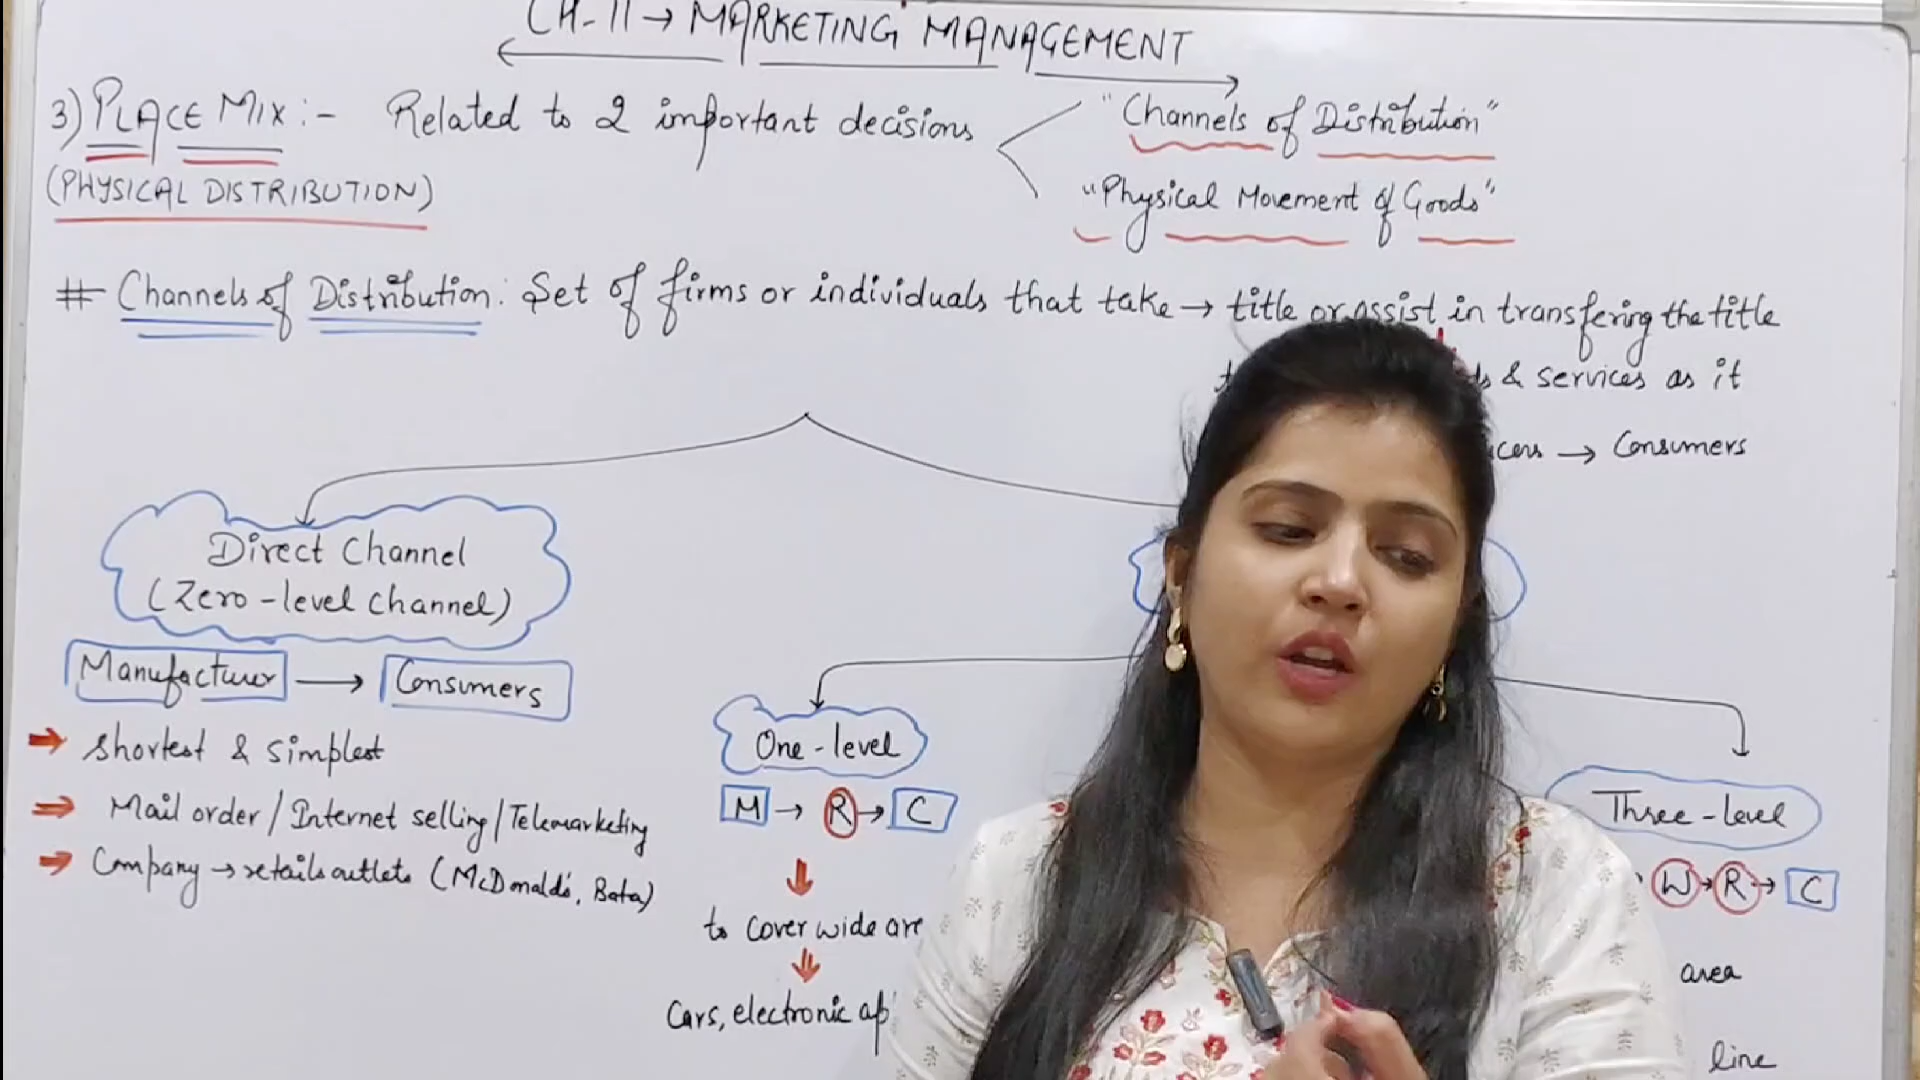 CH-11 → MARKETING MANAGEMENT
3) PLACE MIX :- Related to 2 important decisions
"Channels of Distribution"
"Physical Movement of Goods"
(PHYSICAL DISTRIBUTION)
# Channels of Distribution: Set of firms or individuals that take → title or assist in transfering the title
& services as it
→ Consumers
Direct Channel
(Zero-level channel)
Manufacturer → Consumers
→ shortest & simplest
⇒ Mail order/Internet selling/Telemarketing
⇒ Company → retails outlets (McDonald's, Bata)
One-level
M → R → C
to cover wide are
Cars, electronic ap
Three-level
W → R → C
area
line